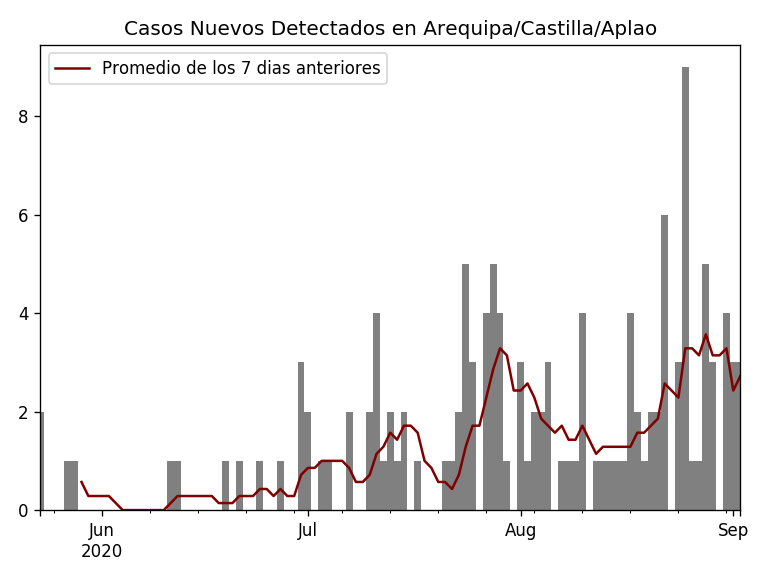 Casos Nuevos Detectados en Arequipa/Castilla/Aplao
Promedio de los 7 dias anteriores
8
6
4
2
0
Jun Jul Aug Sep
2020